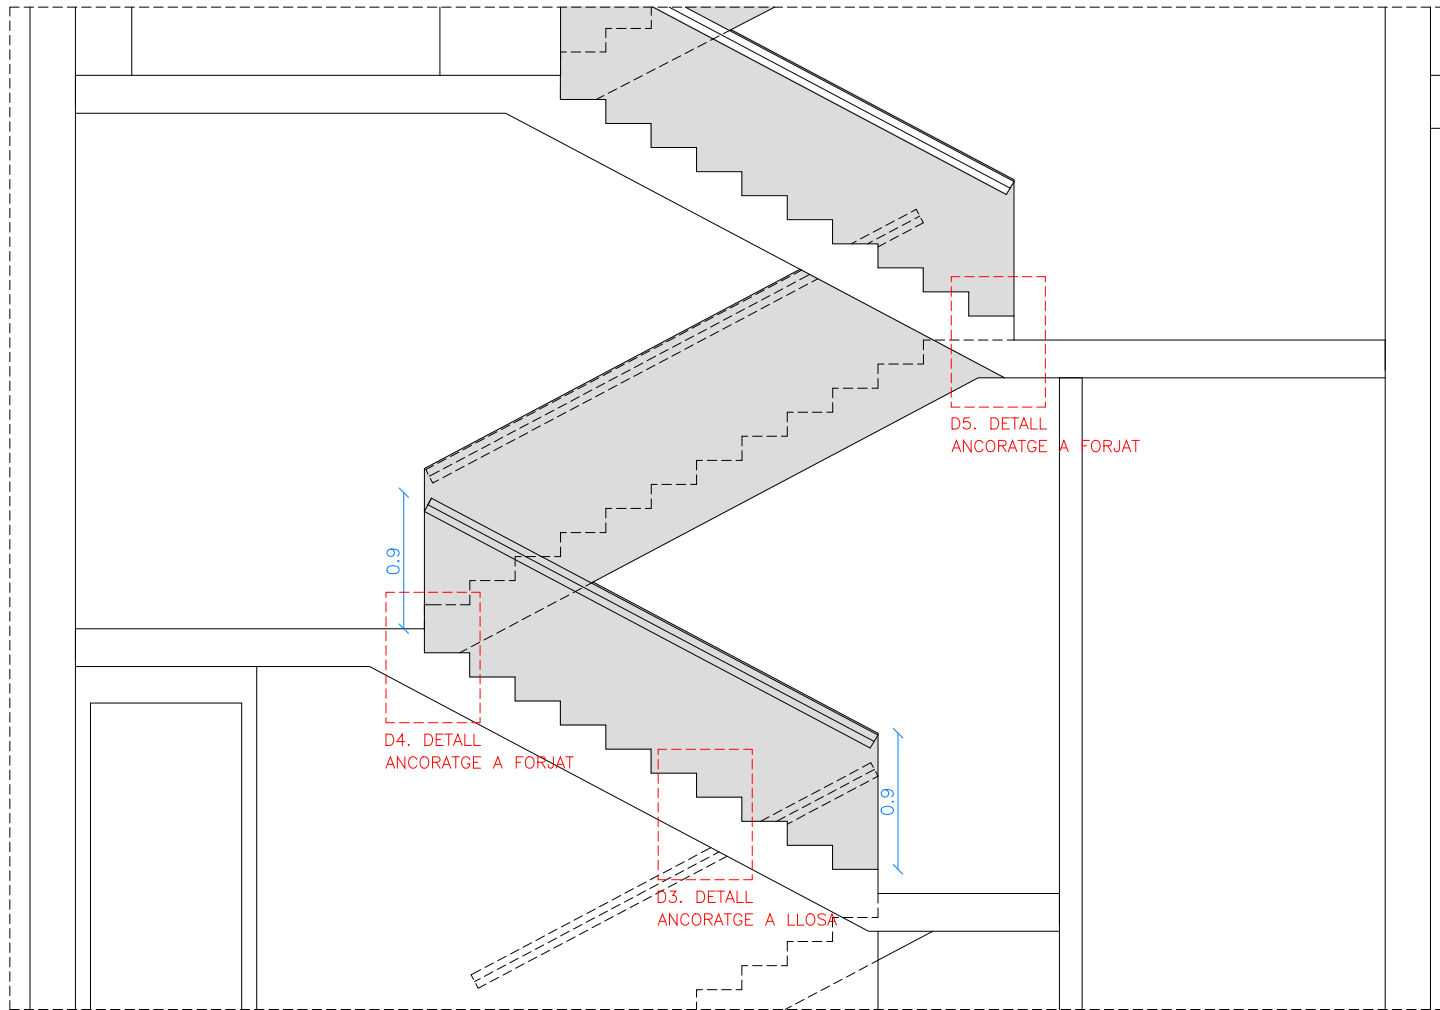 D5. DETALL
ANCORATGE A FORJAT
0.9
D4. DETALL
ANCORATGE A FORJAT
0.9
D3. DETALL
ANCORATGE A LLOSA